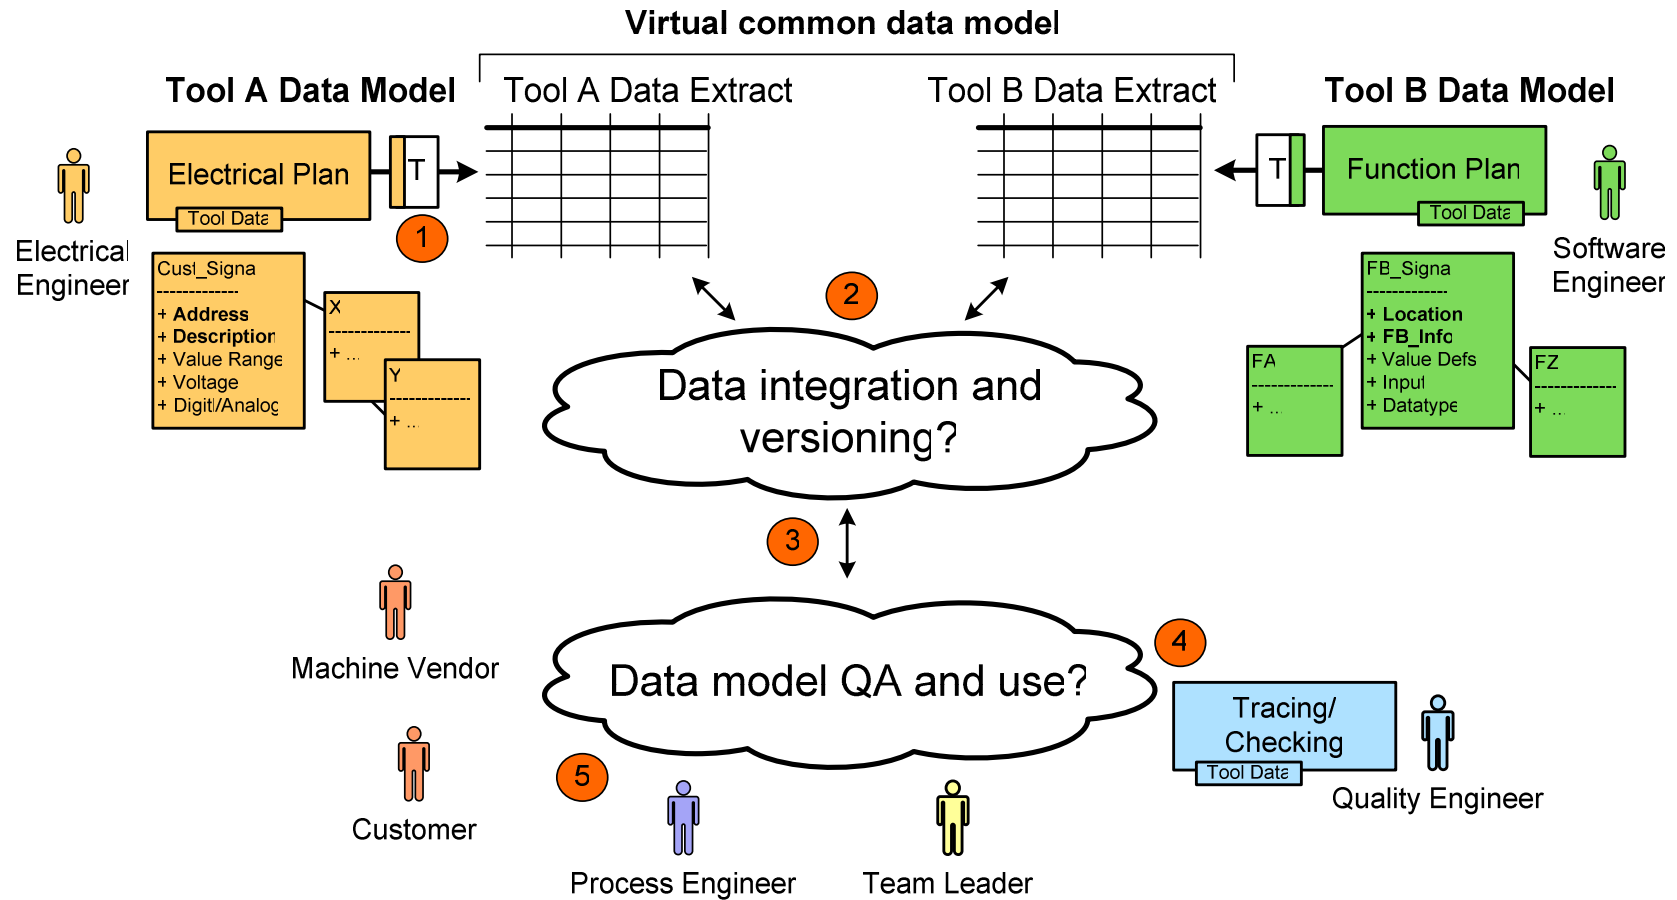 Virtual common data model
Tool A Data Model
Tool A Data Extract
Tool B Data Extract
Tool B Data Model
Electrical Plan
Tool Data
T
1
Electrical
Engineer
T
Function Plan
Tool Data
Software
Engineer
Cust_Signa
-------------
+ Address
+ Description
+ Value Range
+ Voltage
+ Digitl/Analog
X
-------------
+ ...
Y
-------------
+ ...
2
FB_Signa
-------------
+ Location
+ FB_Info
+ Value Defs
+ Input
+ Datatype
FA
-------------
+ ...
FZ
-------------
+ ...
Data integration and
versioning?
3
Machine Vendor
Customer
Data model QA and use?
4
Tracing/
Checking
Tool Data
Quality Engineer
5
Process Engineer
Team Leader